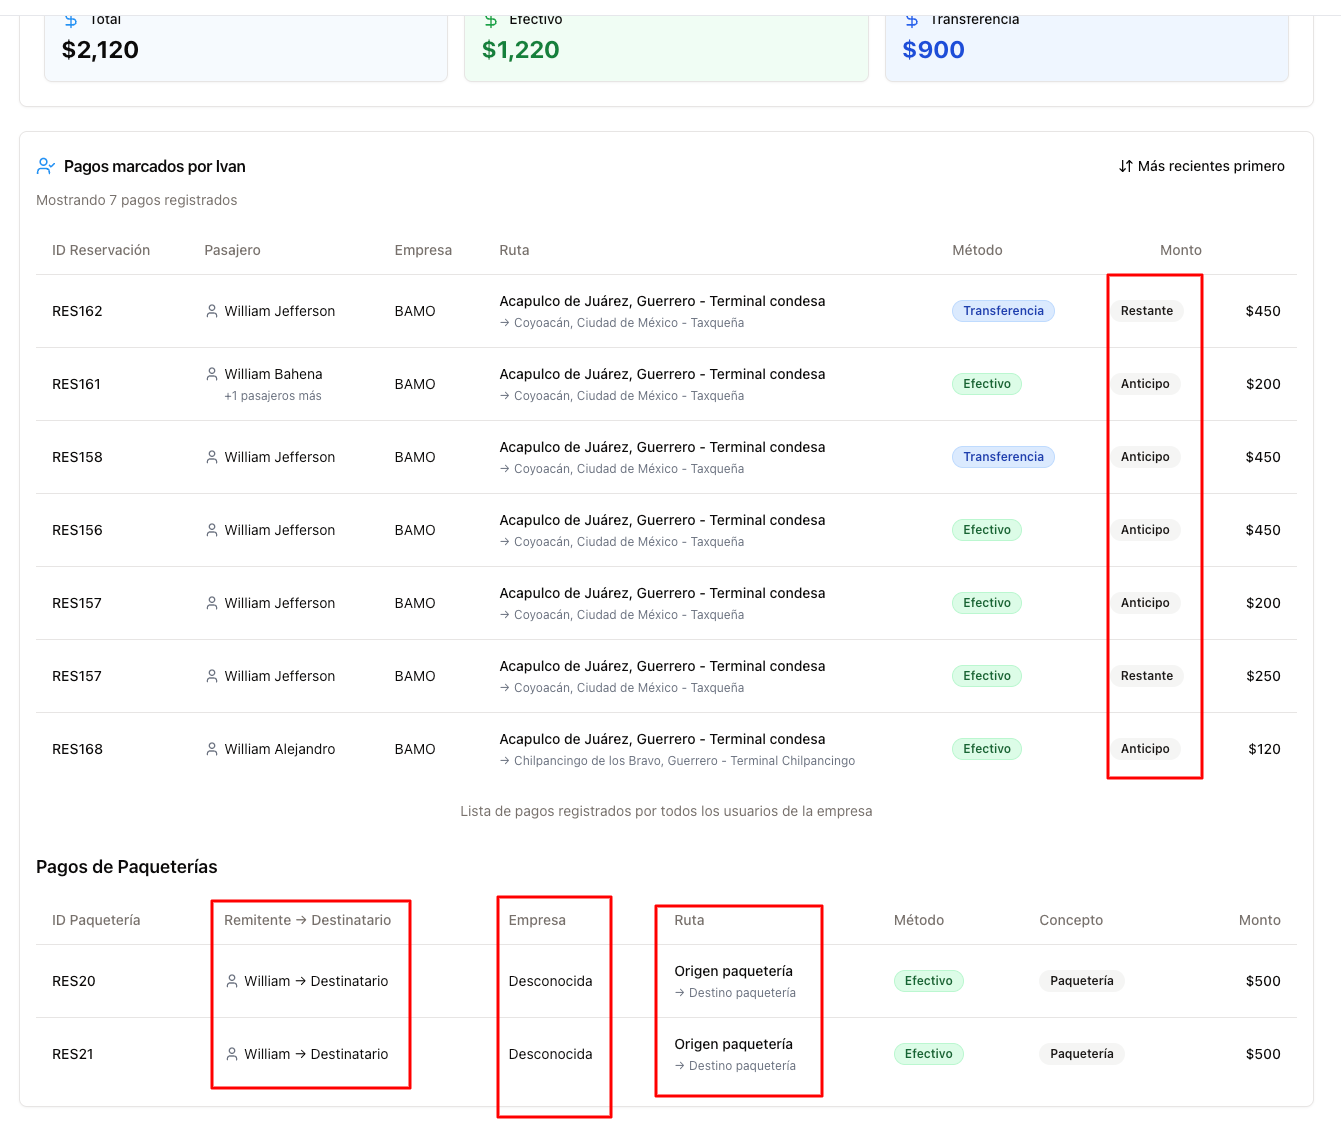 Total
$2,120
Efectivo
$1,220
Transferencia
$900
Pagos marcados por Ivan
Más recientes primero
Mostrando 7 pagos registrados
ID Reservación Pasajero Empresa Ruta Método Monto
RES162 William Jefferson BAMO Acapulco de Juárez, Guerrero - Terminal condesa Transferencia Restante $450
→ Coyoacán, Ciudad de México - Taxqueña
RES161 William Bahena BAMO Acapulco de Juárez, Guerrero - Terminal condesa Efectivo Anticipo $200
+1 pasajeros más → Coyoacán, Ciudad de México - Taxqueña
RES158 William Jefferson BAMO Acapulco de Juárez, Guerrero - Terminal condesa Transferencia Anticipo $450
→ Coyoacán, Ciudad de México - Taxqueña
RES156 William Jefferson BAMO Acapulco de Juárez, Guerrero - Terminal condesa Efectivo Anticipo $450
→ Coyoacán, Ciudad de México - Taxqueña
RES157 William Jefferson BAMO Acapulco de Juárez, Guerrero - Terminal condesa Efectivo Anticipo $200
→ Coyoacán, Ciudad de México - Taxqueña
RES157 William Jefferson BAMO Acapulco de Juárez, Guerrero - Terminal condesa Efectivo Restante $250
→ Coyoacán, Ciudad de México - Taxqueña
RES168 William Alejandro BAMO Acapulco de Juárez, Guerrero - Terminal condesa Efectivo Anticipo $120
→ Chilpancingo de los Bravo, Guerrero - Terminal Chilpancingo
Lista de pagos registrados por todos los usuarios de la empresa
Pagos de Paqueterías
ID Paquetería Remitente → Destinatario Empresa Ruta Método Concepto Monto
RES20 William → Destinatario Desconocida Origen paquetería Efectivo Paquetería $500
→ Destino paquetería
RES21 William → Destinatario Desconocida Origen paquetería Efectivo Paquetería $500
→ Destino paquetería